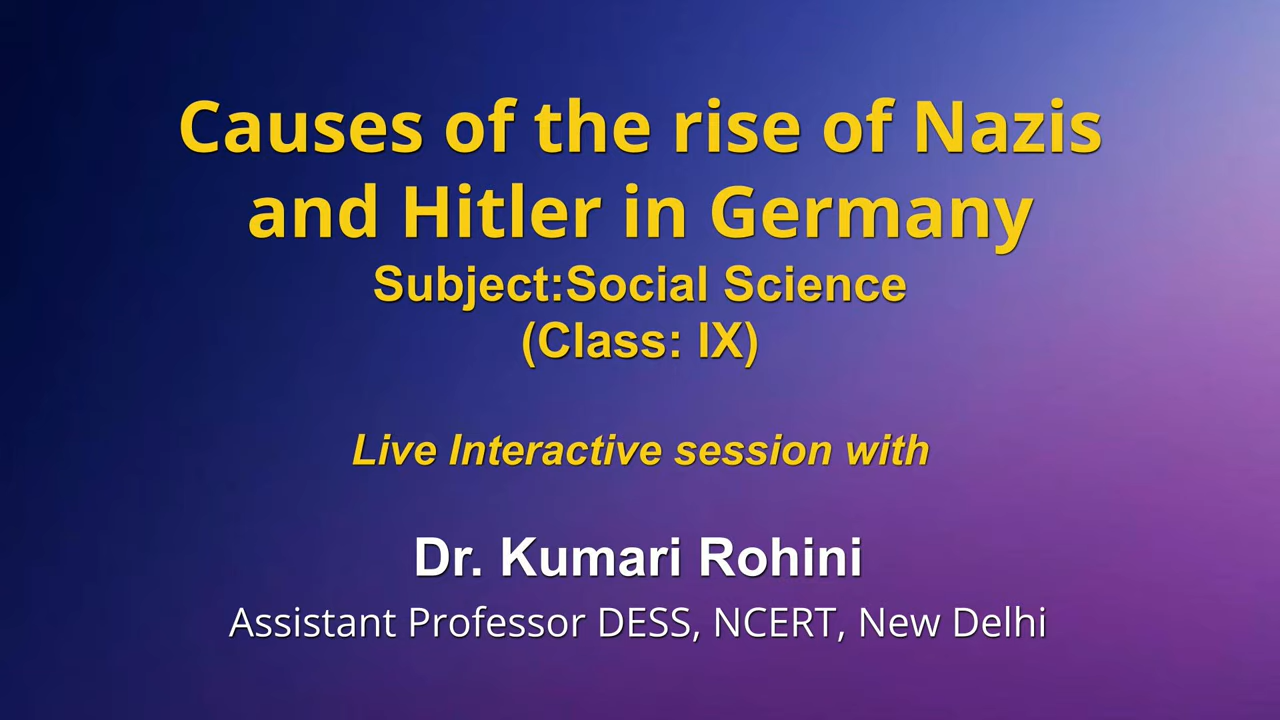 Causes of the rise of Nazis
and Hitler in Germany
Subject:Social Science
(Class: IX)
Live Interactive session with
Dr. Kumari Rohini
Assistant Professor DESS, NCERT, New Delhi